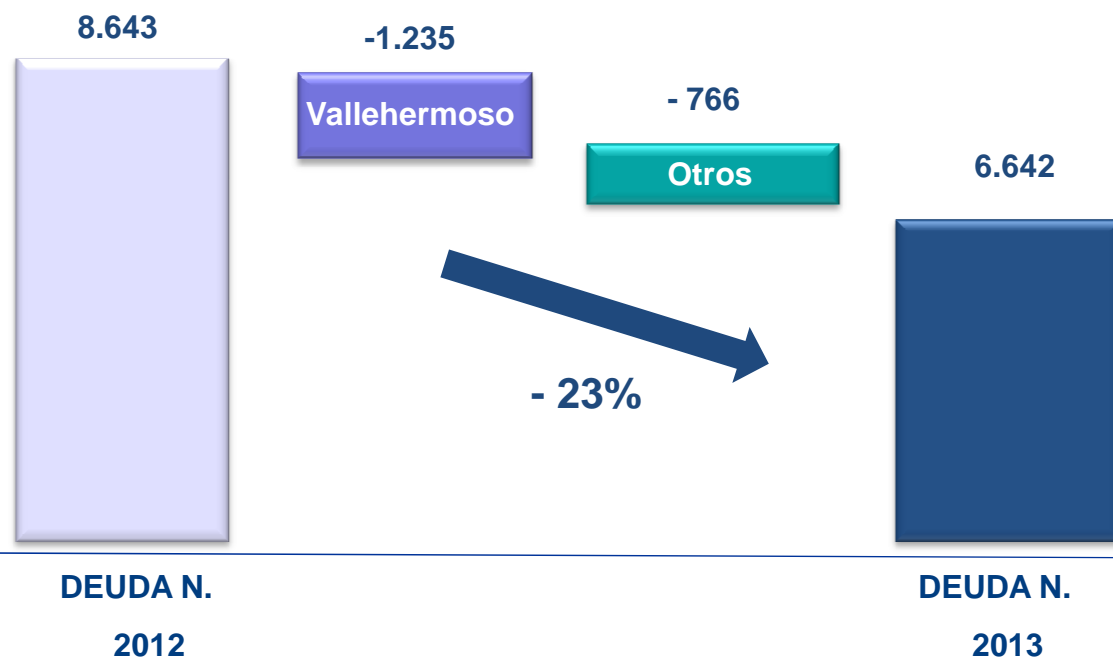 8.643
-1.235
Vallehermoso
- 766
Otros
6.642
- 23%
DEUDA N.
2012
DEUDA N.
2013